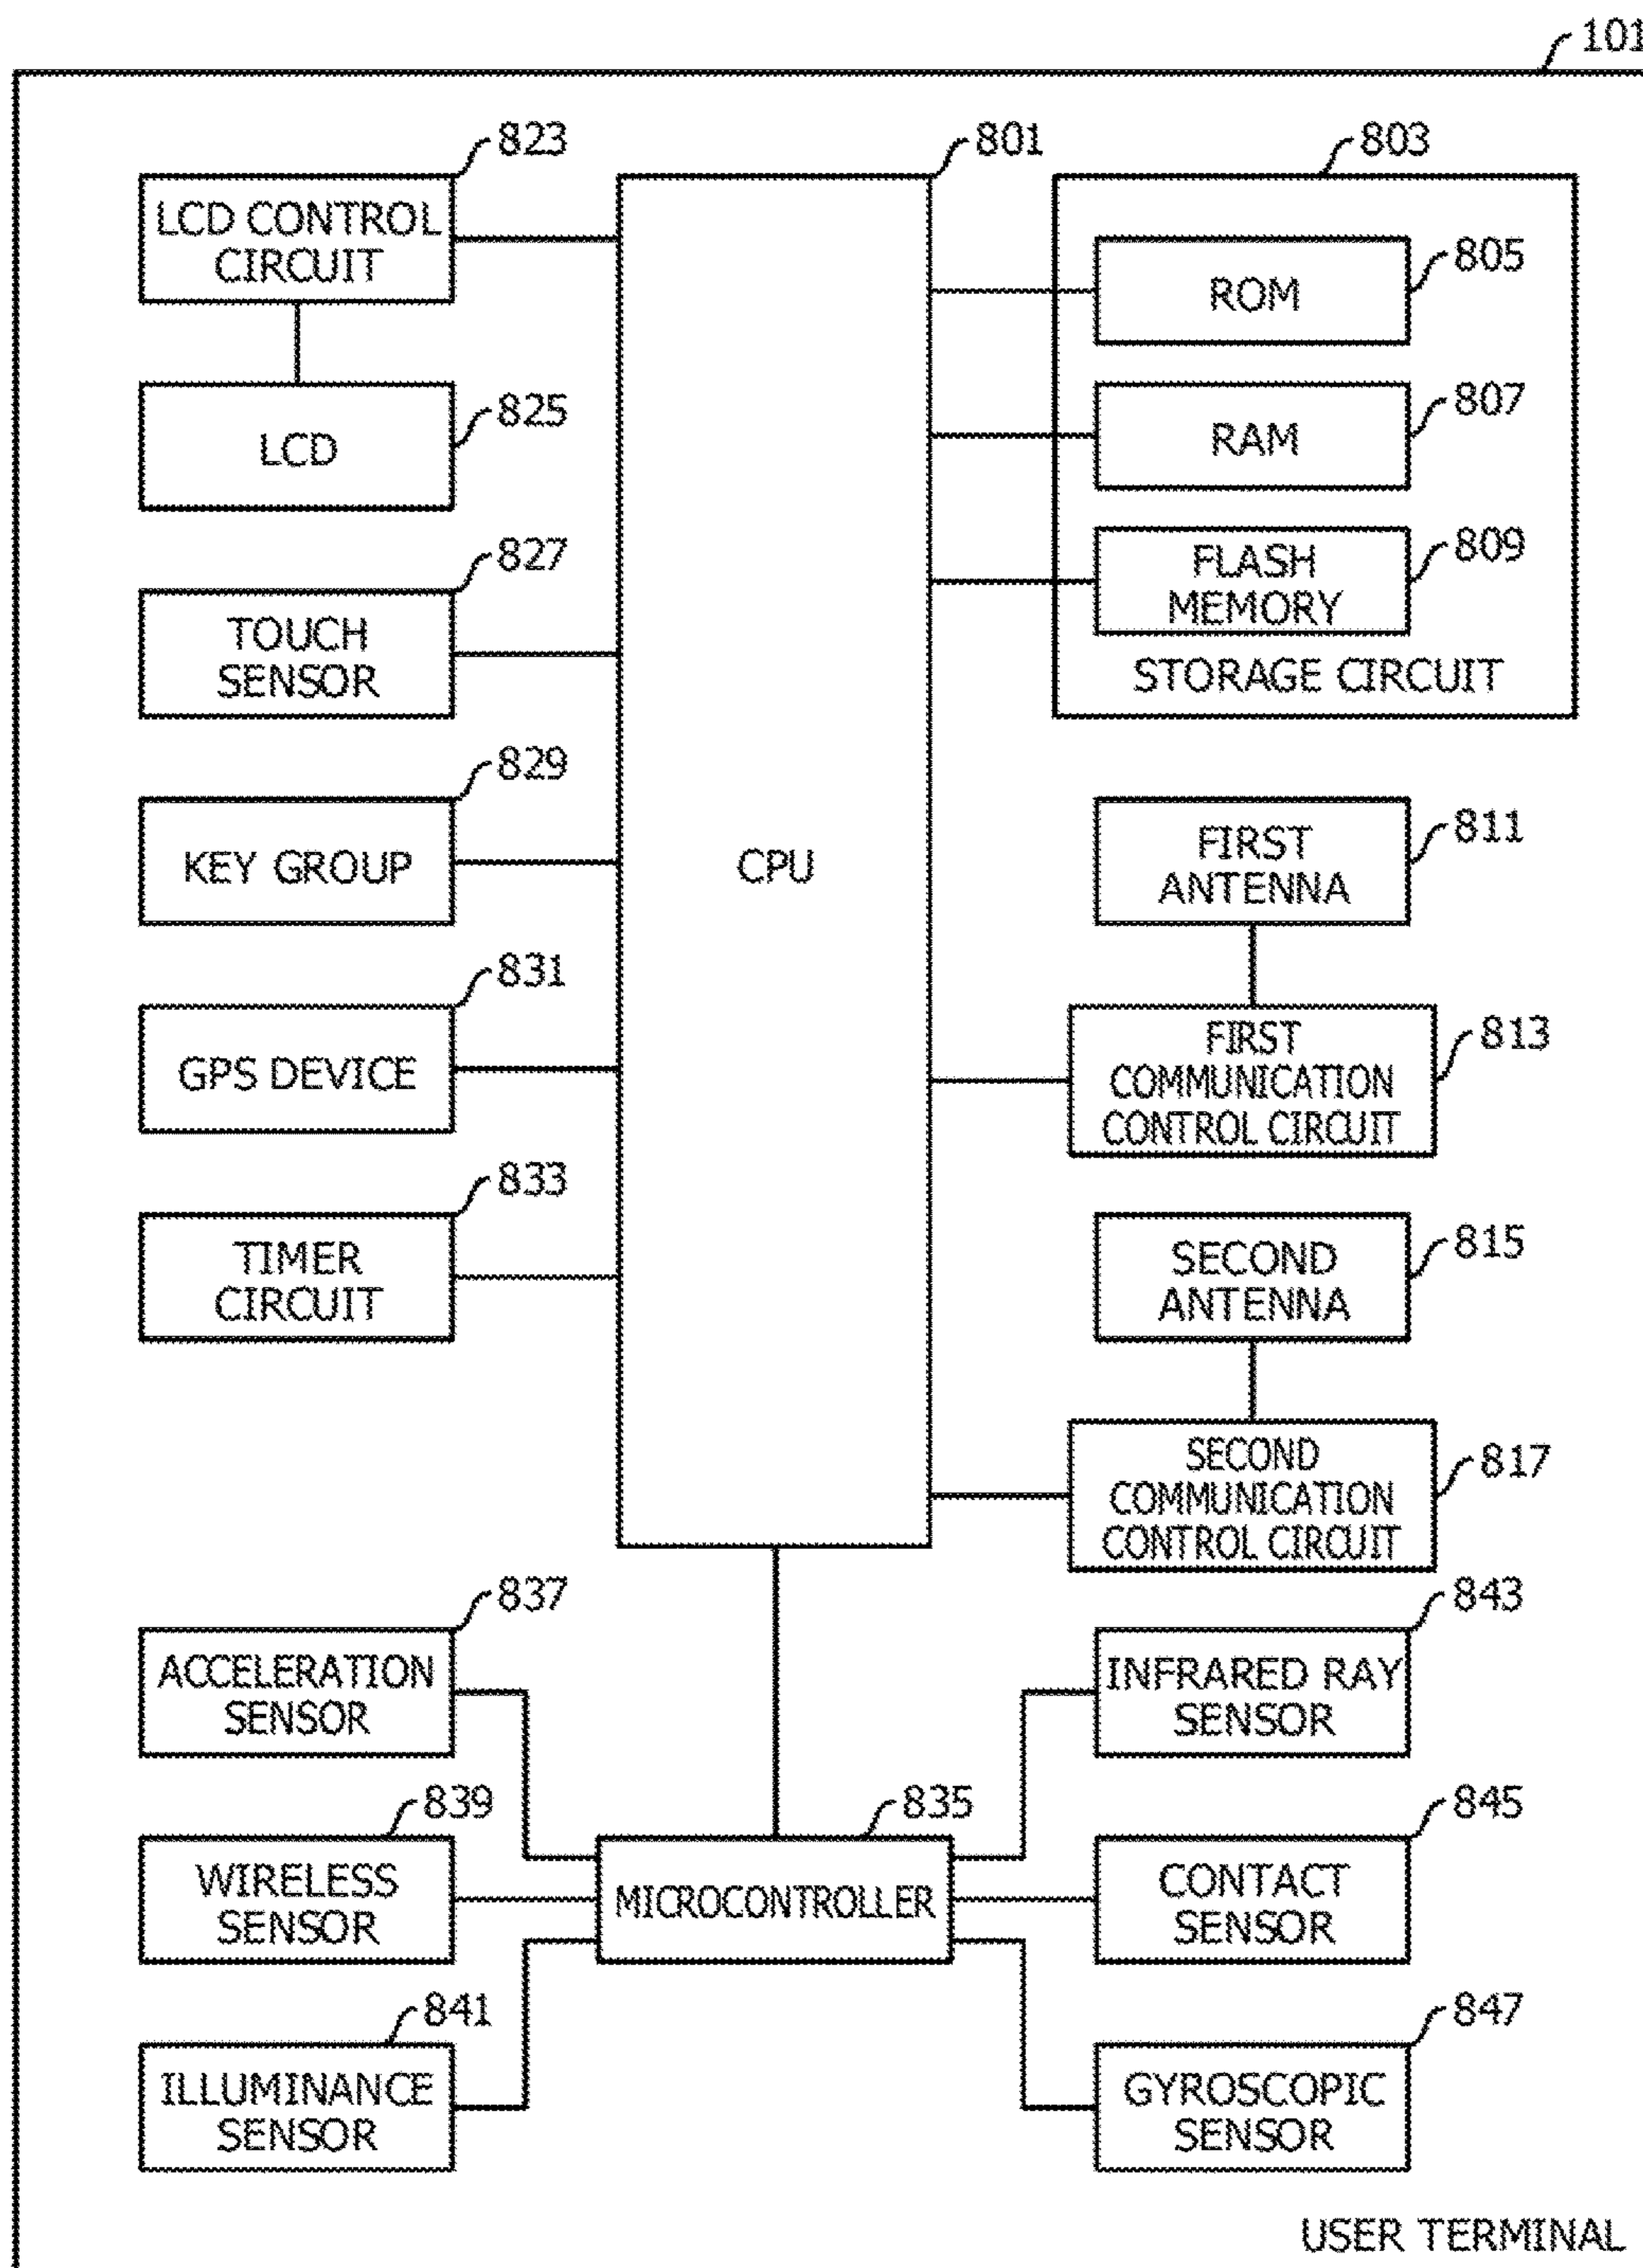 101
823
LCD CONTROL
CIRCUIT
825
LCD
827
TOUCH
SENSOR
829
KEY GROUP
831
GPS DEVICE
833
TIMER
CIRCUIT
801
CPU
803
805
ROM
807
RAM
809
FLASH
MEMORY
STORAGE CIRCUIT
811
FIRST
ANTENNA
813
FIRST
COMMUNICATION
CONTROL CIRCUIT
815
SECOND
ANTENNA
817
SECOND
COMMUNICATION
CONTROL CIRCUIT
837
ACCELERATION
SENSOR
839
WIRELESS
SENSOR
841
ILLUMINANCE
SENSOR
835
MICROCONTROLLER
843
INFRARED RAY
SENSOR
845
CONTACT
SENSOR
847
GYROSCOPIC
SENSOR
USER TERMINAL